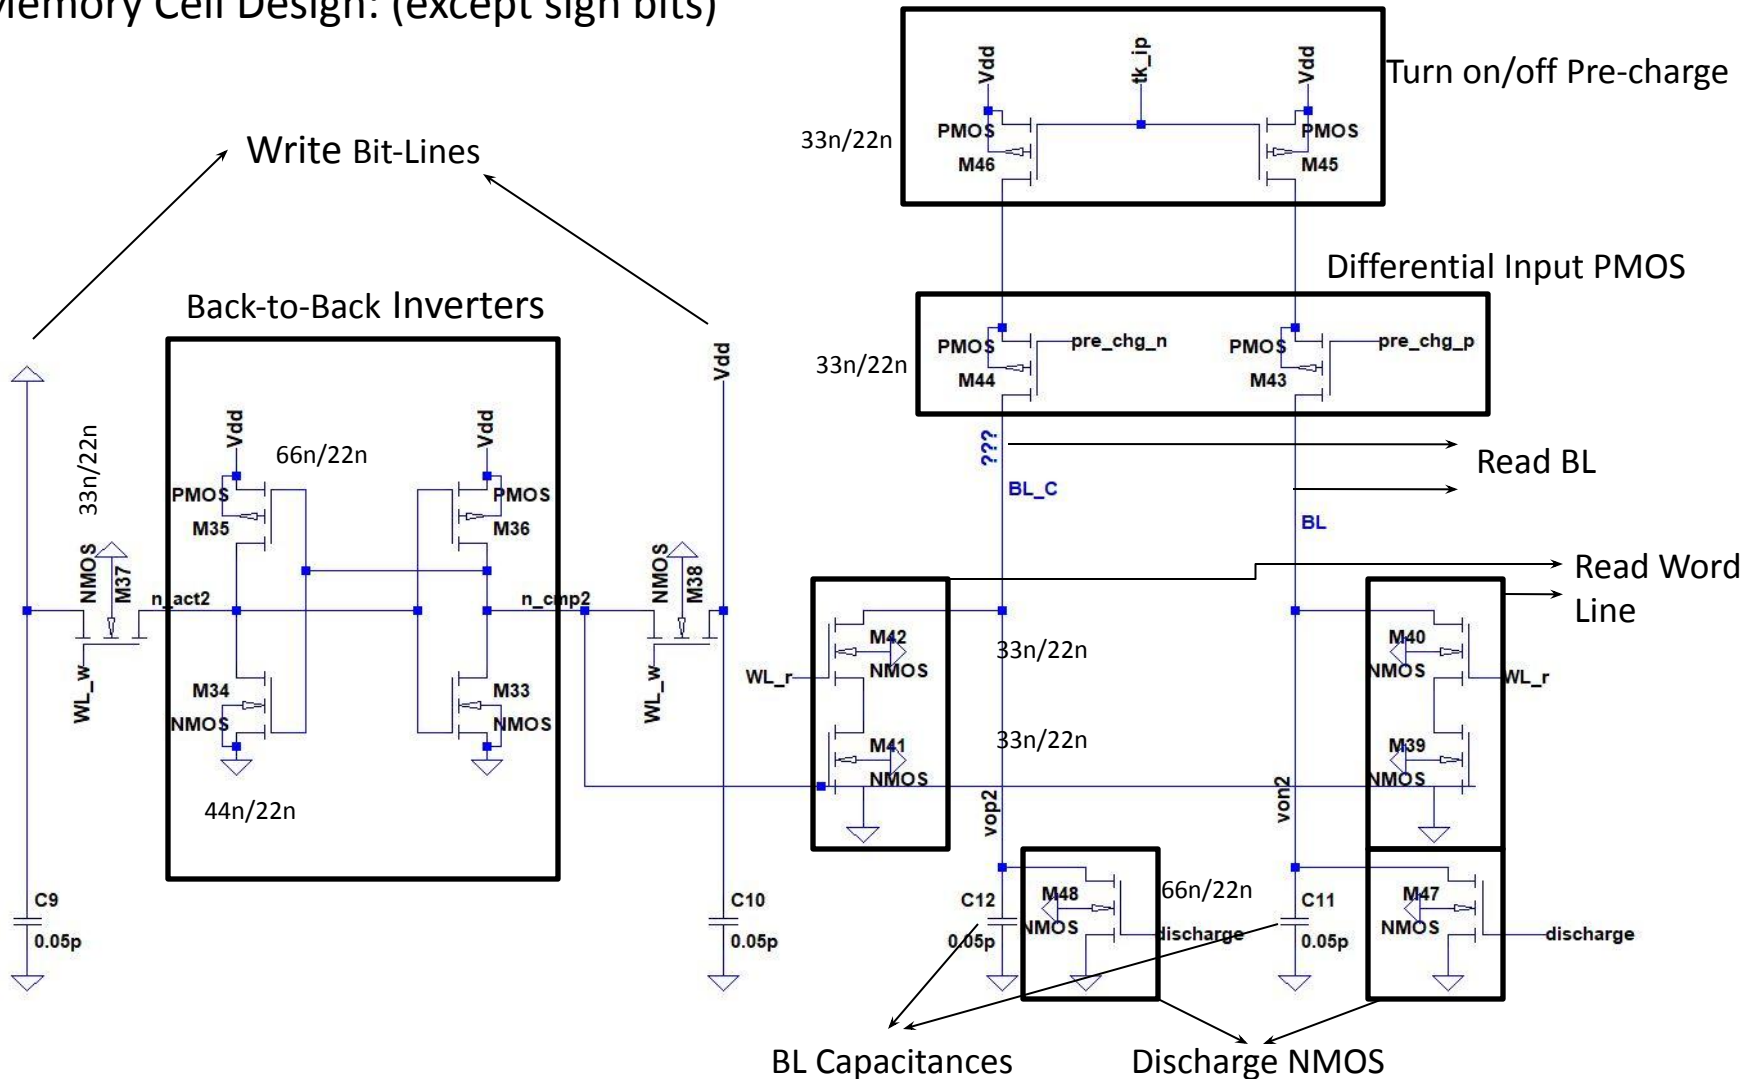 Memory Cell Design: (except sign bits)
Vdd
tk_ip
Vdd
Turn on/off Pre-charge
PMOS
M46
PMOS
M45
33n/22n
Write Bit-Lines
Differential Input PMOS
Back-to-Back Inverters
PMOS
M44
pre_chg_n
PMOS
M43
pre_chg_p
33n/22n
Vdd
33n/22n
Vdd
66n/22n
Vdd
PMOS
M35
PMOS
M36
???
BL_C
BL
Read BL
Read Word
Line
NMOS
M37
n_act2
n_cmp2
NMOS
M38
WL_w
WL_w
M34
NMOS
M33
NMOS
44n/22n
M42
NMOS
WL_r
33n/22n
M40
NMOS
WL_r
M41
NMOS
33n/22n
M39
NMOS
vop2
von2
C9
0.05p
C10
0.05p
C12
0.05p
M48
NMOS
66n/22n
discharge
C11
0.05p
M47
NMOS
discharge
BL Capacitances
Discharge NMOS